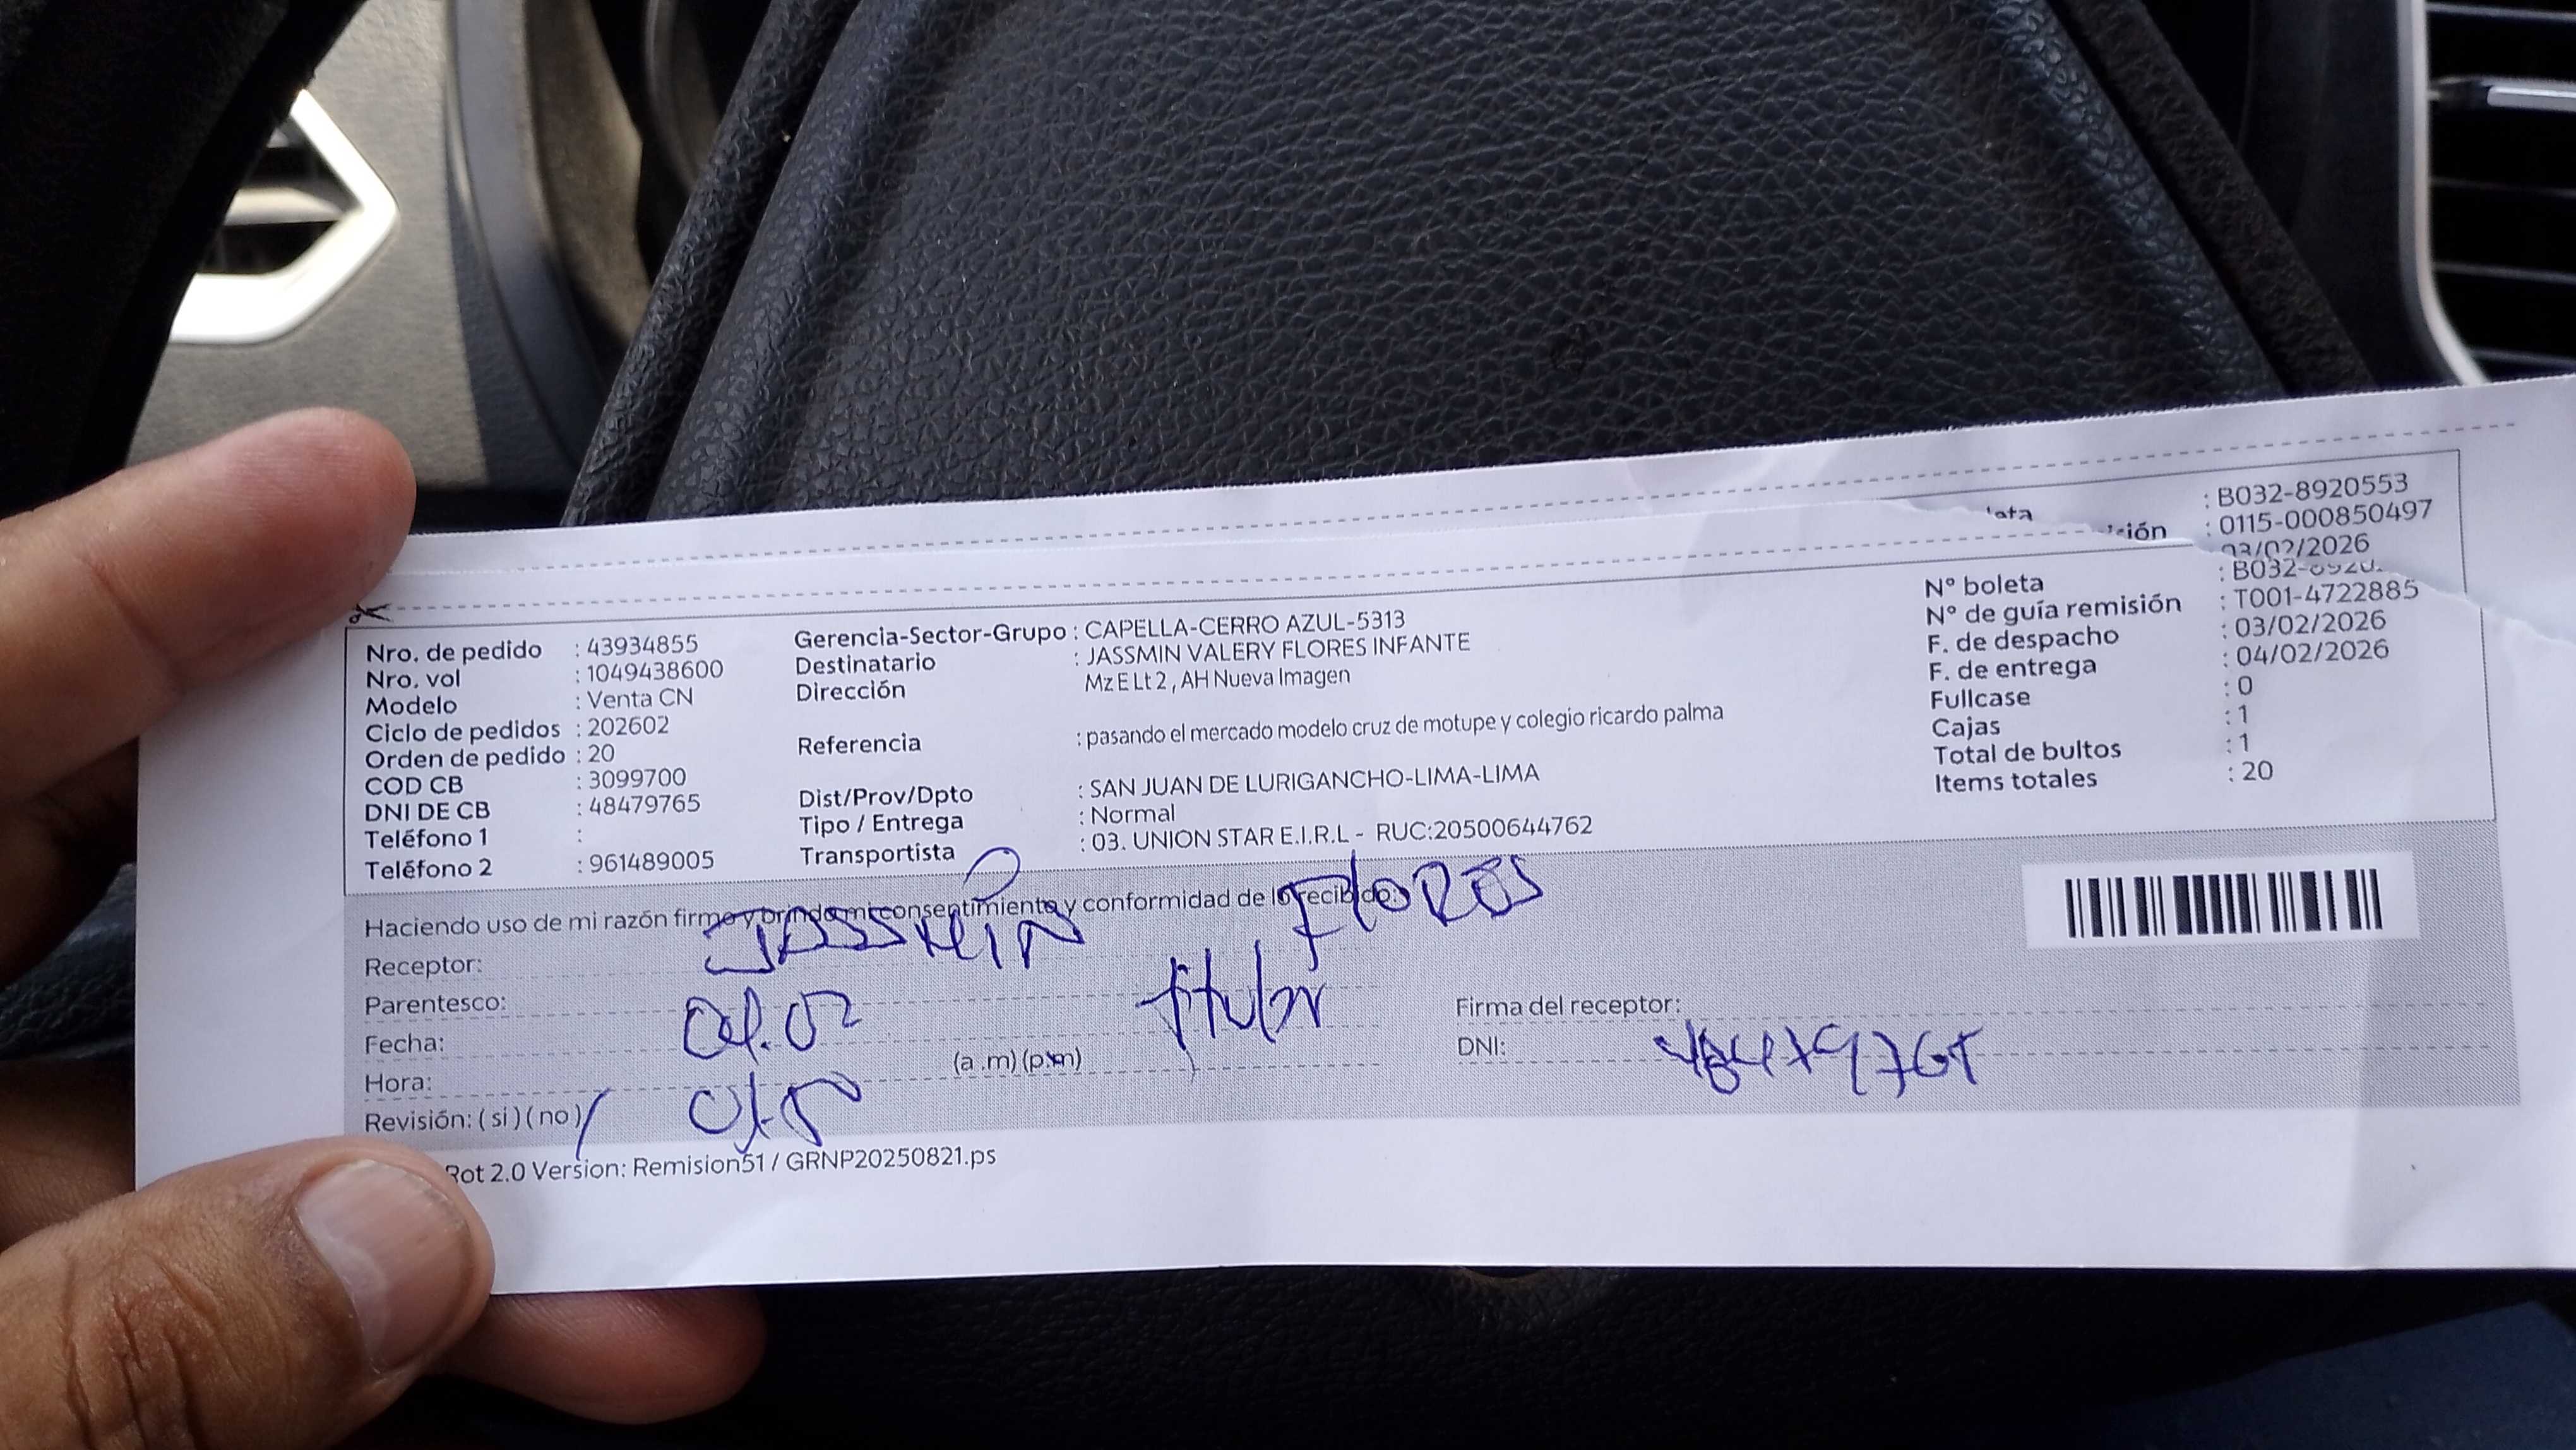 : B032-8920553
: 0115-000850497
03/02/2026
Nro. de pedido : 43934855
Nro. vol : 1049438600
Modelo : Venta CN
Ciclo de pedidos : 202602
Orden de pedido : 20
COD CB : 3099700
DNI DE CB : 48479765
Teléfono 1 :
Teléfono 2 : 961489005
Gerencia-Sector-Grupo : CAPELLA-CERRO AZUL-5313
Destinatario : JASSMIN VALERY FLORES INFANTE
Dirección Mz E Lt 2 , AH Nueva Imagen
Referencia : pasando el mercado modelo cruz de motupe y colegio ricardo palma
Dist/Prov/Dpto : SAN JUAN DE LURIGANCHO-LIMA-LIMA
Tipo / Entrega : Normal
Transportista : 03. UNION STAR E.I.R.L - RUC:20500644762
N° boleta
N° de guía remisión : T001-4722885
F. de despacho : 03/02/2026
F. de entrega : 04/02/2026
Fullcase : 0
Cajas : 1
Total de bultos : 1
Items totales : 20
Haciendo uso de mi razón firmo y brindo mi consentimiento y conformidad de lo recibido:
Receptor: JASSMIN FLORES
Parentesco: titular
Fecha: 04.02
Hora: (a .m) (p.m)
Revisión: ( si ) ( no )
Firma del receptor:
DNI: 48479765
Rot 2.0 Version: Remision51 / GRNP20250821.ps